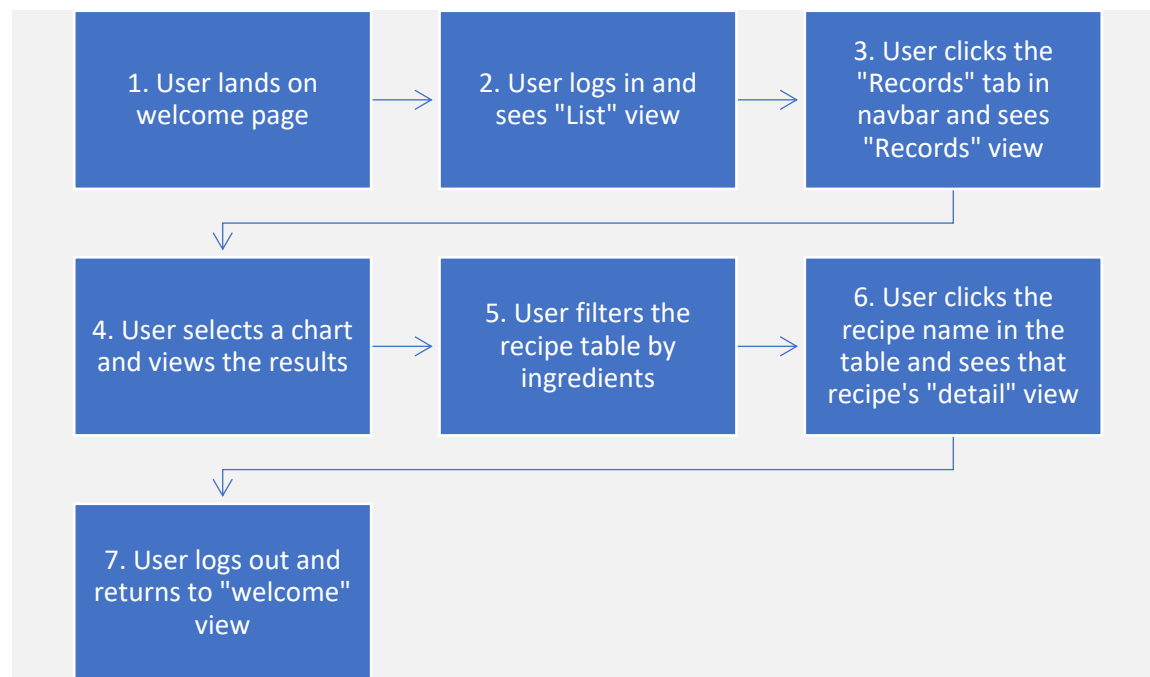 1. User lands on
welcome page
2. User logs in and
sees "List" view
3. User clicks the
"Records" tab in
navbar and sees
"Records" view
4. User selects a chart
and views the results
5. User filters the
recipe table by
ingredients
6. User clicks the
recipe name in the
table and sees that
recipe's "detail" view
7. User logs out and
returns to "welcome"
view